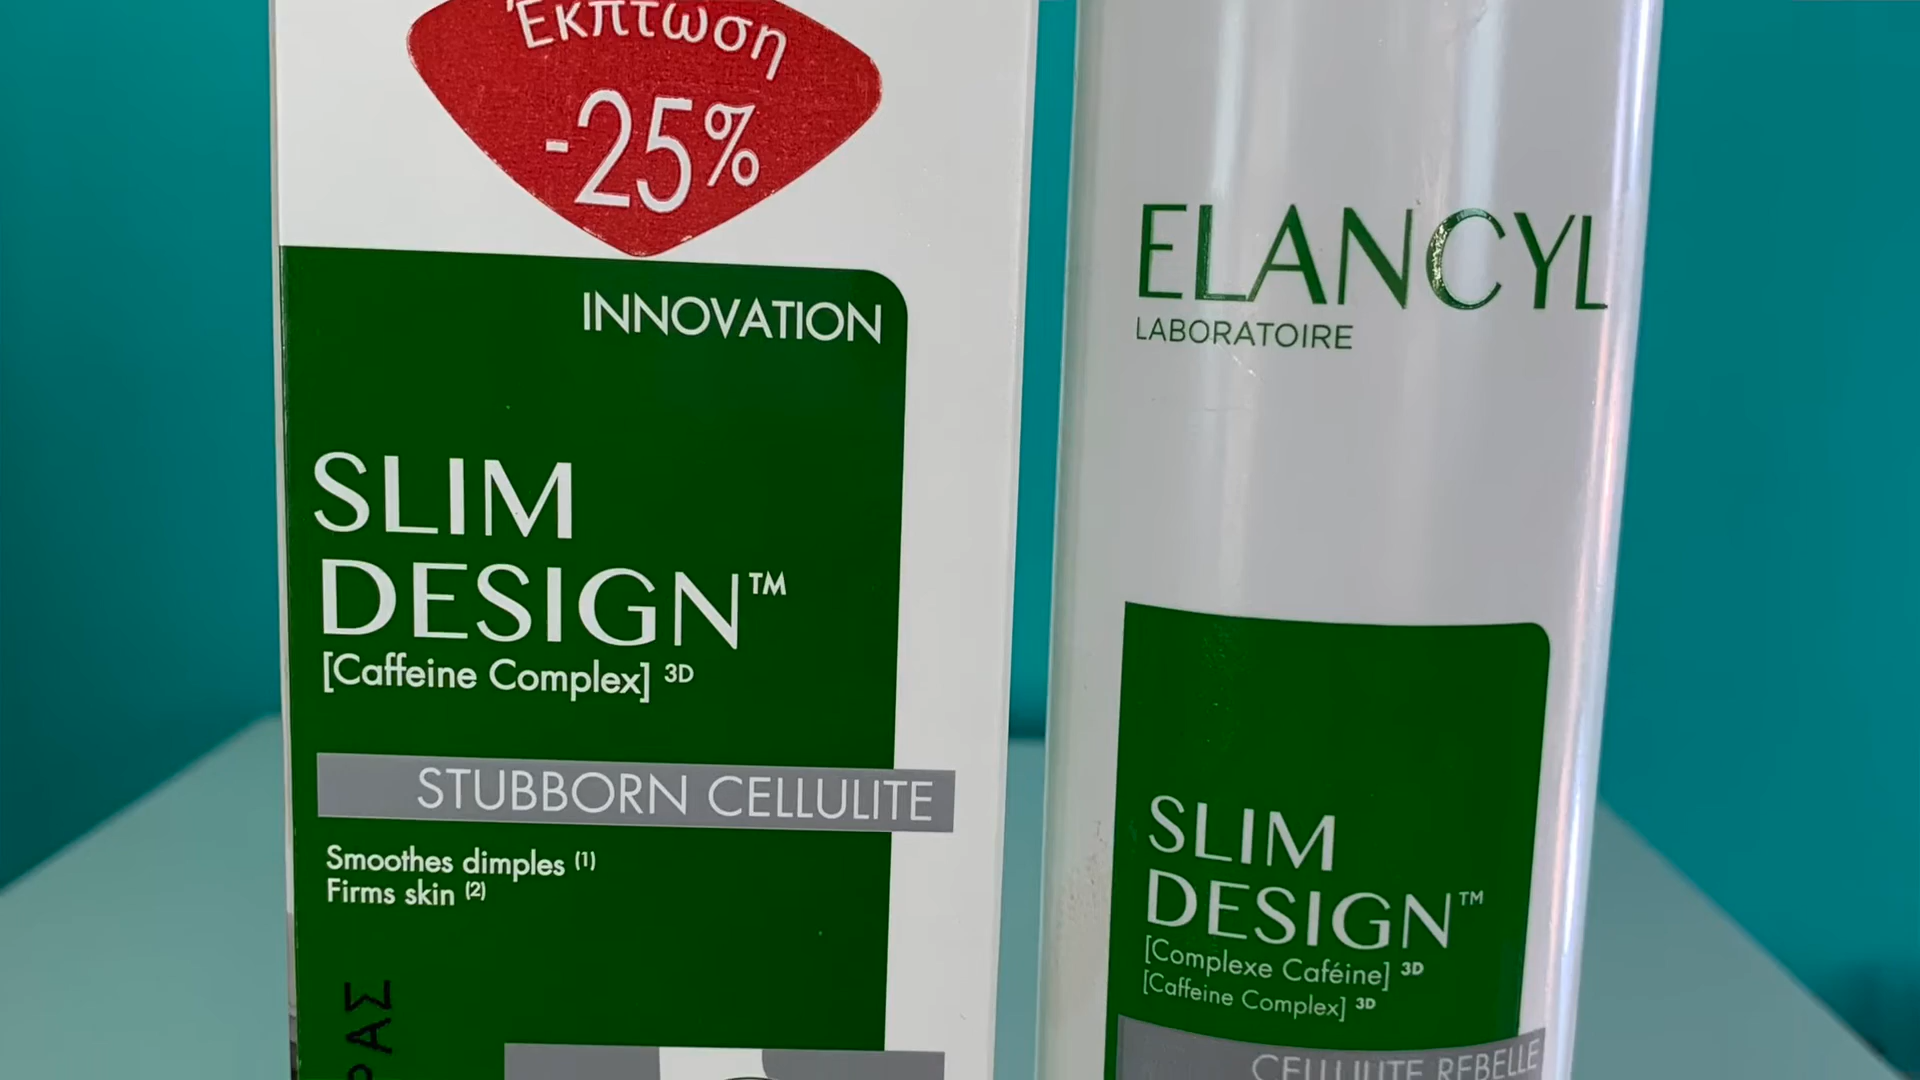 Έκπτωση
-25%
INNOVATION
SLIM
DESIGN™
[Caffeine Complex] 3D
STUBBORN CELLULITE
Smoothes dimples (1)
Firms skin (2)
ELANCYL
LABORATOIRE
SLIM
DESIGN™
[Complexe Caféine] 3D
[Caffeine Complex] 3D
CELLULITE REBELLE